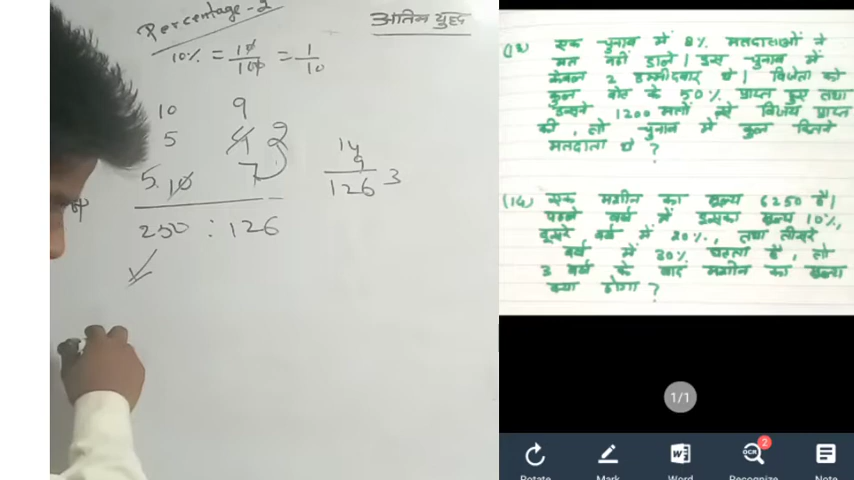 Percentage-2
अंतिम युद्ध
10% = 10/100 = 1/10
10 9
5 4 2
5 10 7
250 : 126
14
9
126 3
(13) एक चुनाव में 8% मतदाताओं ने
मत नहीं डाले। इस चुनाव में
केवल 2 उम्मीदवार थे। विजेता को
कुल वोट के 50% प्राप्त हुए तथा
उसने 1200 मतों से विजय प्राप्त
की, तो चुनाव में कुल कितने
मतदाता थे?
(14) एक मशीन का मूल्य 6250 है।
पहले वर्ष में इसका मूल्य 10%,
दूसरे वर्ष में 20%, तथा तीसरे
वर्ष में 30% घटता है, तो
3 वर्ष के बाद मशीन का मूल्य
क्या होगा?
1/1
OCR 2
Rotate Mark Word Recognize Note